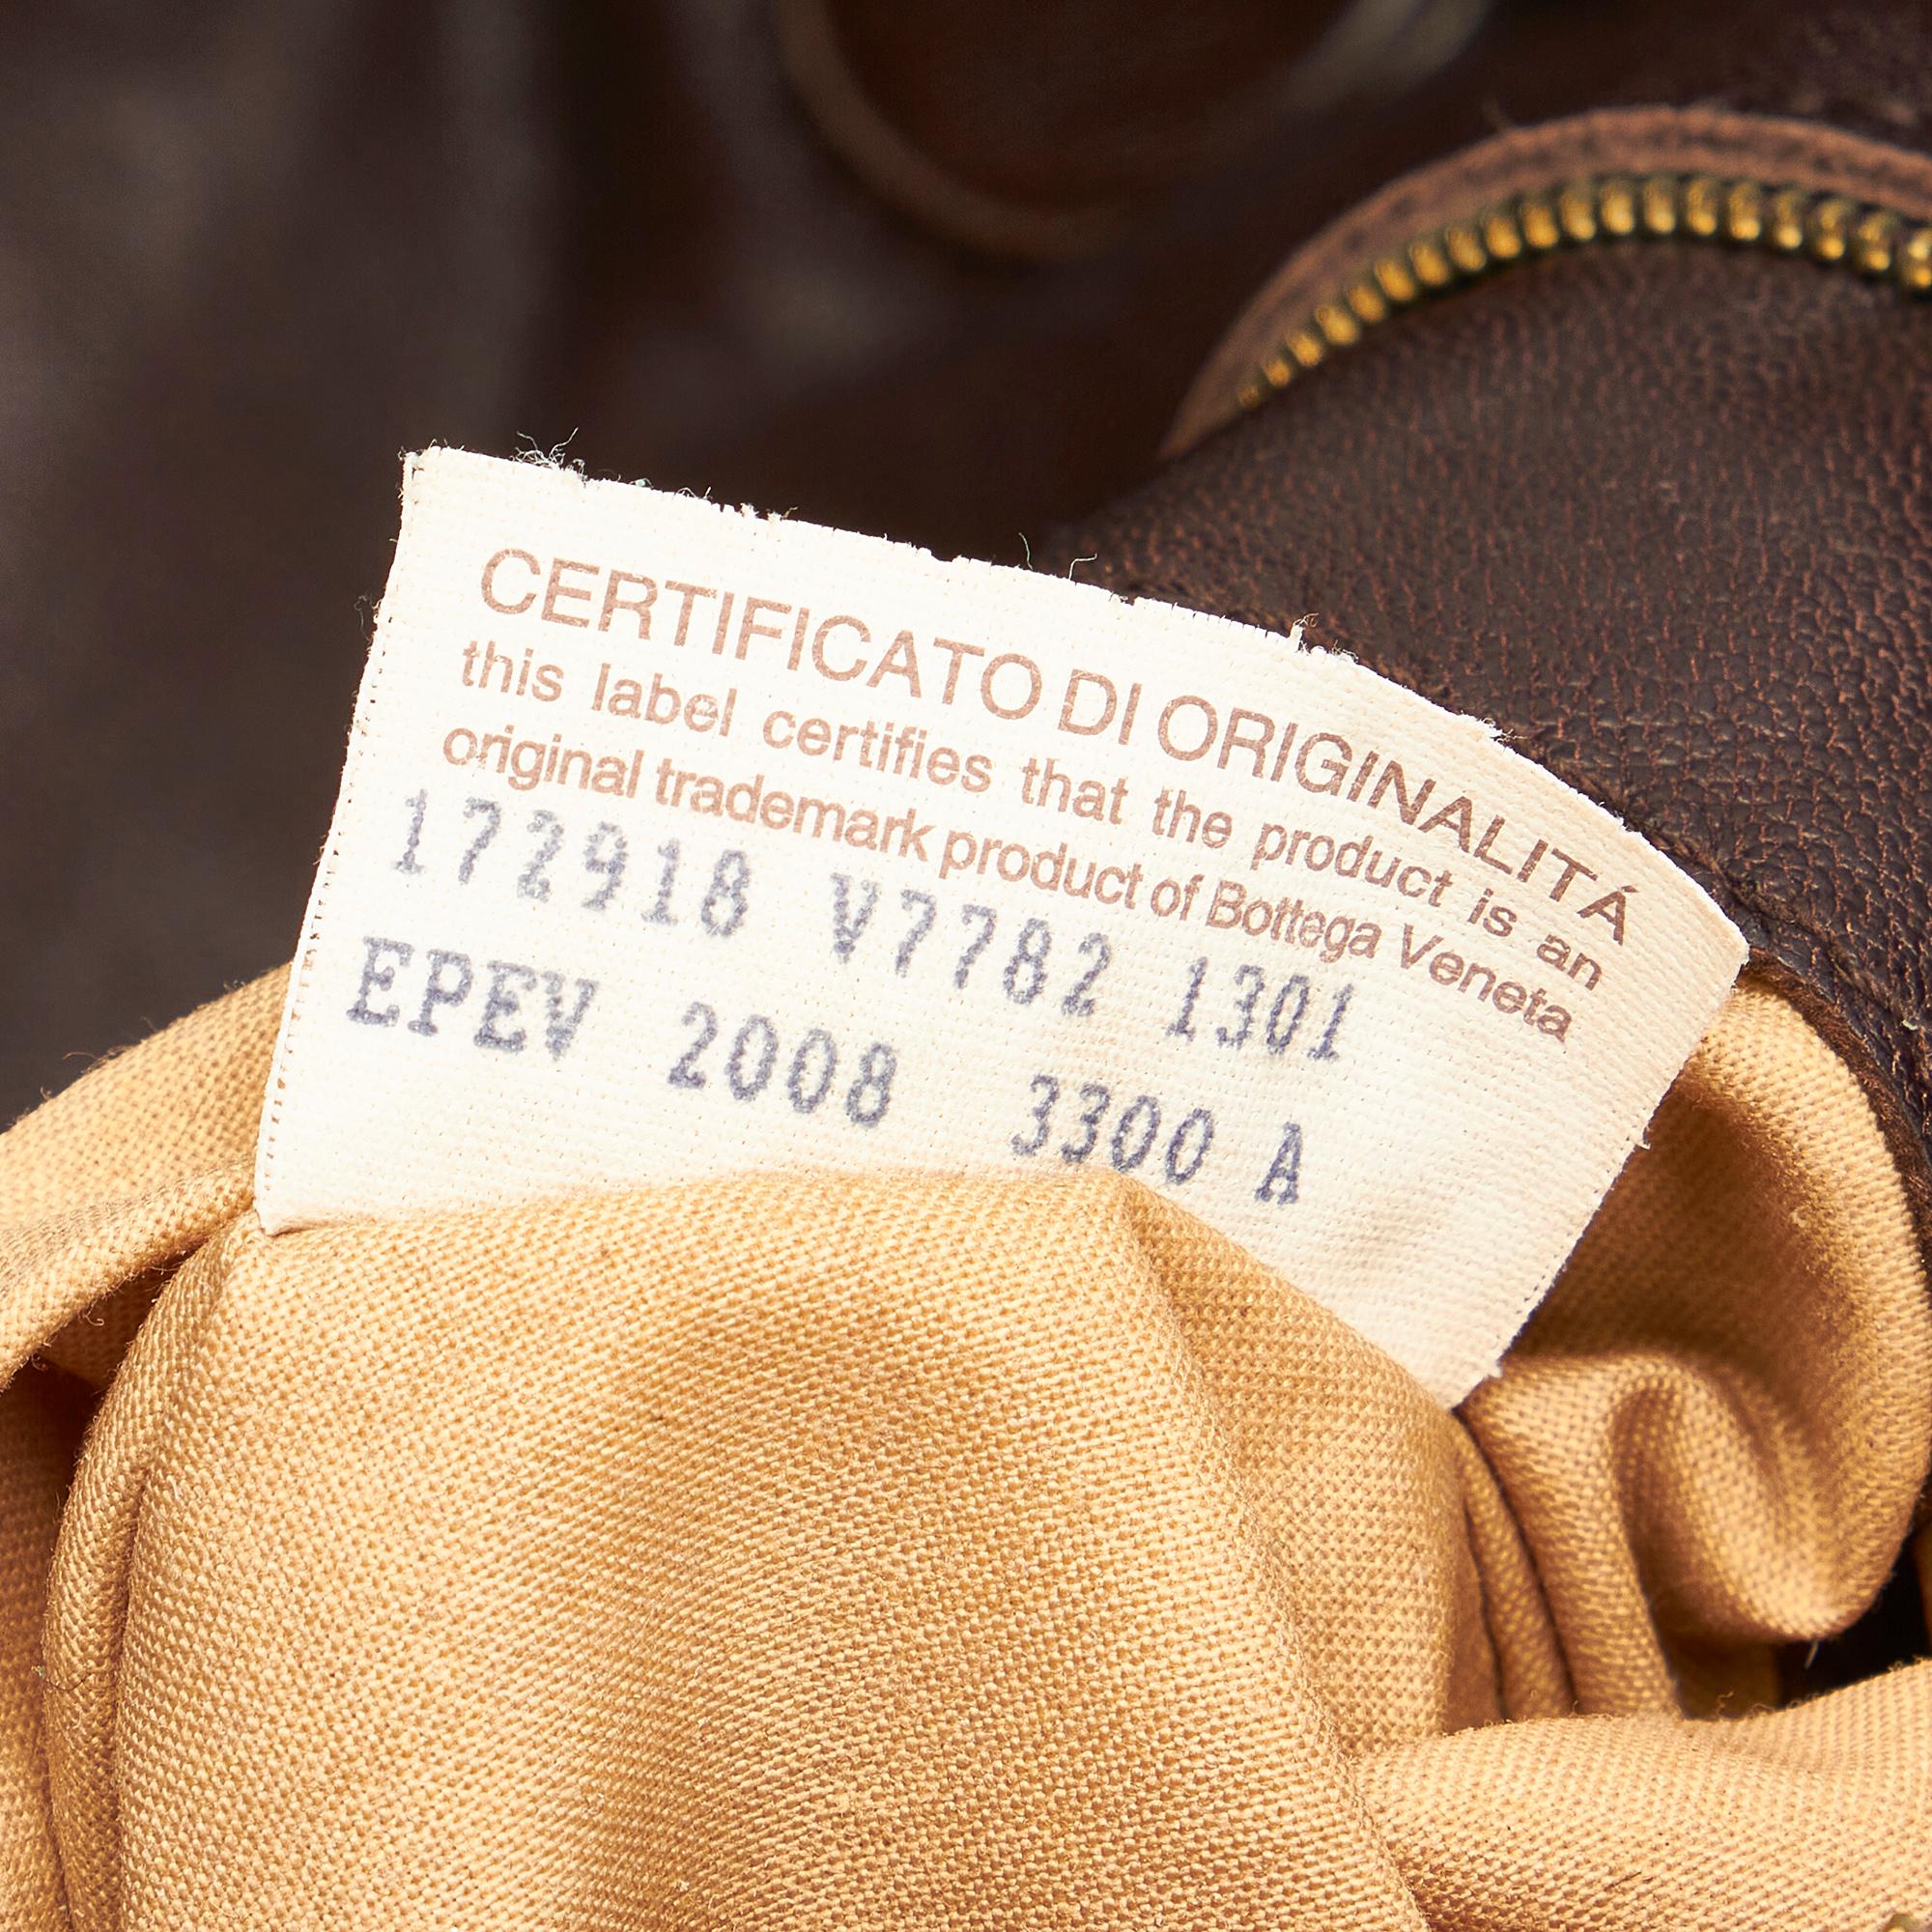 CERTIFICATO DI ORIGINALITÁ
this label certifies that the product is an
original trademark product of Bottega Veneta
172918 V7782 1301
EPEV 2008 3300 A